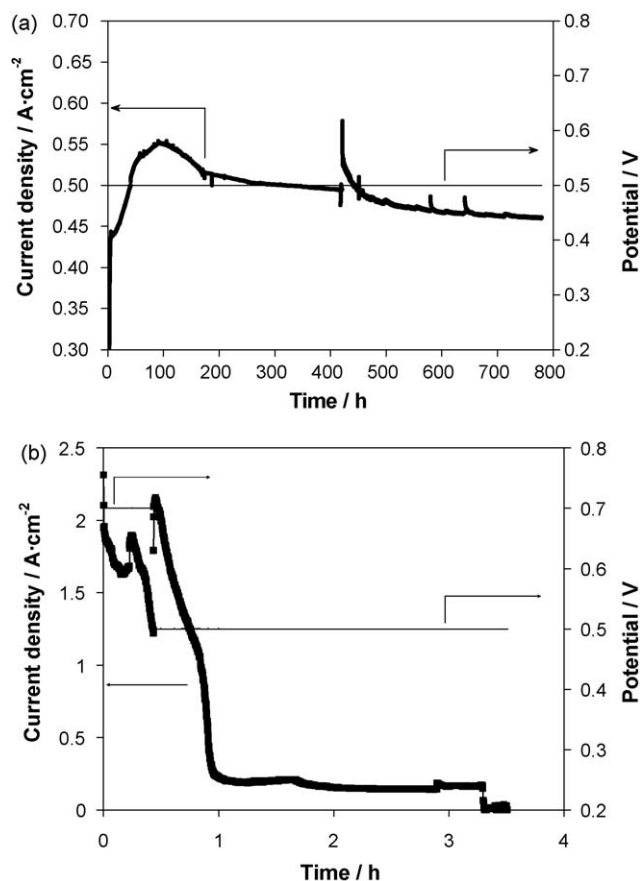 (a)
0.70
0.65
0.60
0.55
0.50
0.45
0.40
0.35
0.30
Current density / A·cm⁻²
0.8
0.7
0.6
0.5
0.4
0.3
0.2
Potential / V
0 100 200 300 400 500 600 700 800
Time / h
(b)
2.5
2
1.5
1
0.5
0
Current density / A·cm⁻²
0.8
0.7
0.6
0.5
0.4
0.3
0.2
Potential / V
0 1 2 3 4
Time / h